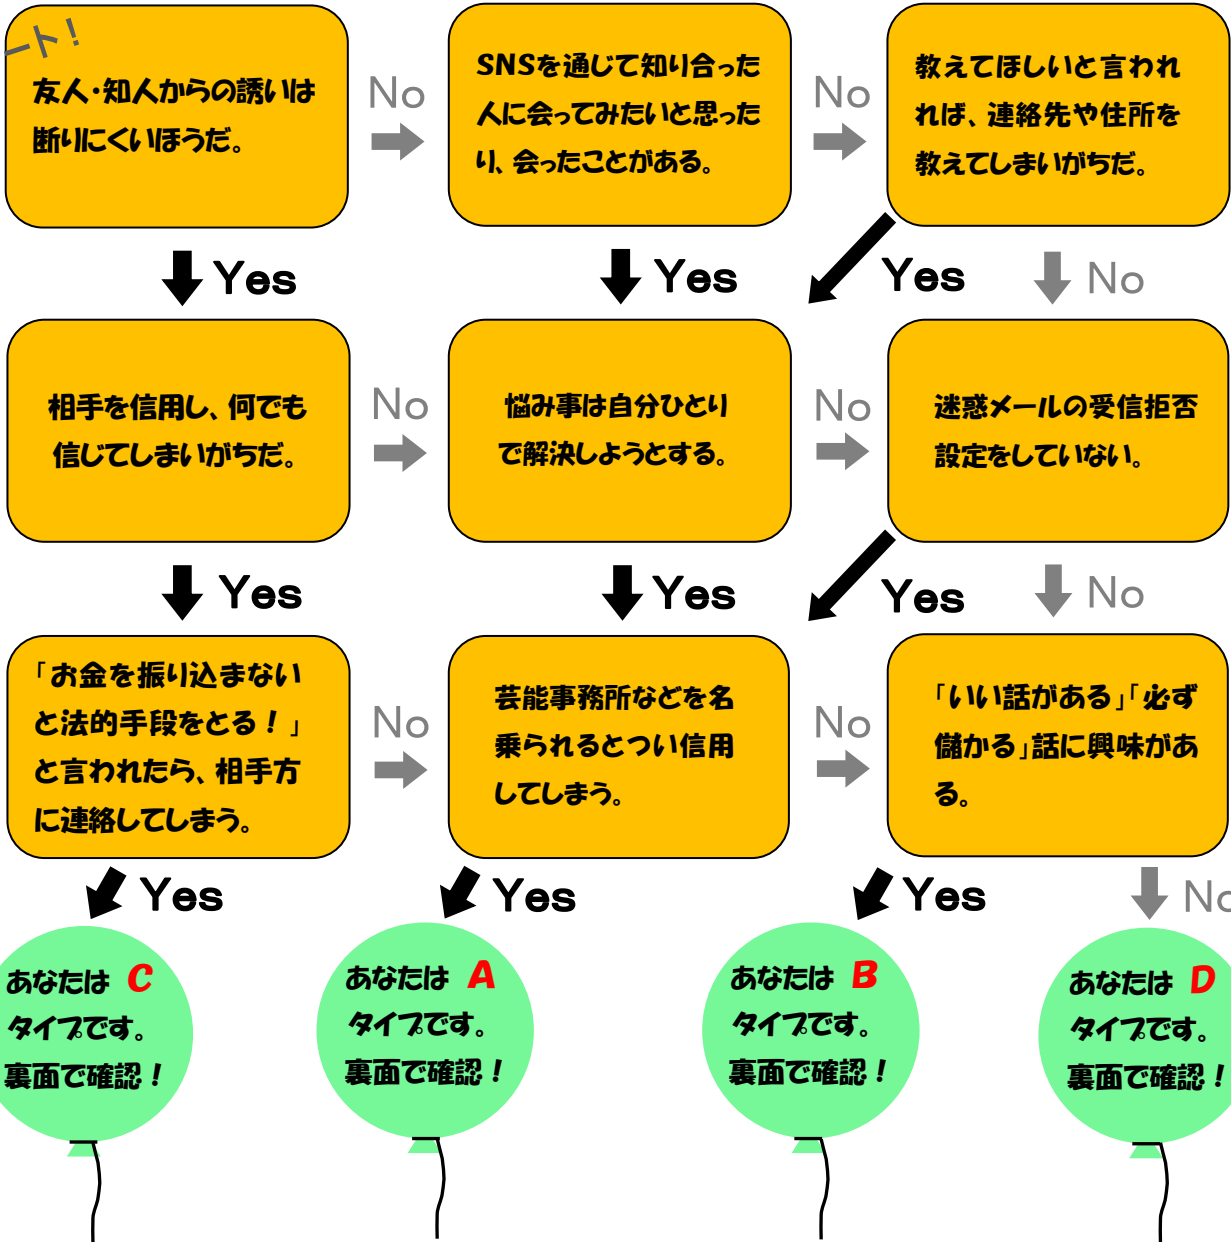 ート！
友人・知人からの誘いは
断りにくいほうだ。
No
SNSを通じて知り合った
人に会ってみたいと思った
り、会ったことがある。
No
教えてほしいと言われ
れば、連絡先や住所を
教えてしまいがちだ。
Yes
Yes
Yes
No
相手を信用し、何でも
信じてしまいがちだ。
No
悩み事は自分ひとり
で解決しようとする。
No
迷惑メールの受信拒否
設定をしていない。
Yes
Yes
Yes
No
「お金を振り込まない
と法的手段をとる！」
と言われたら、相手方
に連絡してしまう。
No
芸能事務所などを名
乗られるとつい信用
してしまう。
No
「いい話がある」「必ず
儲かる」話に興味があ
る。
Yes
Yes
Yes
No
あなたは C
タイプです。
裏面で確認！
あなたは A
タイプです。
裏面で確認！
あなたは B
タイプです。
裏面で確認！
あなたは D
タイプです。
裏面で確認！